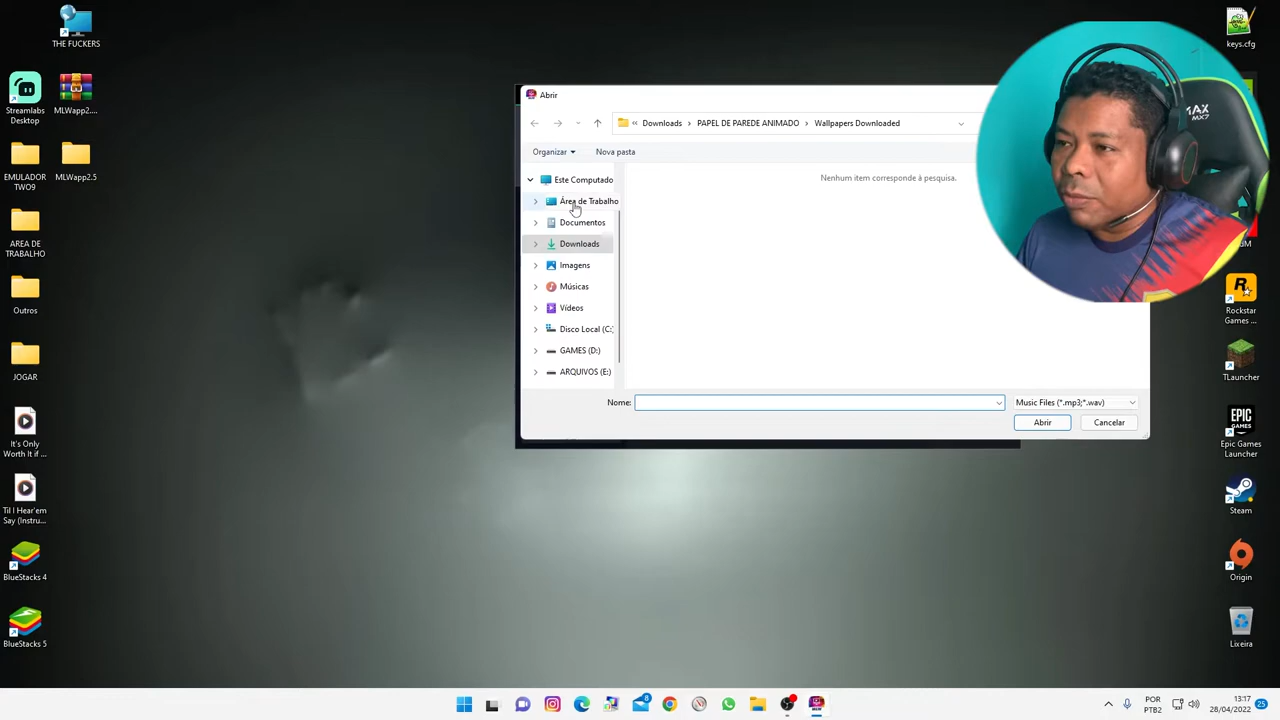 THE FUCKERS
Streamlabs
Desktop
MLWapp2....
EMULADOR
TWO9
MLWapp2.5
AREA DE
TRABALHO
Outros
JOGAR
It's Only
Worth It if ...
Til I Hear'em
Say (Instru...
BlueStacks 4
BlueStacks 5
Abrir
« Downloads > PAPEL DE PAREDE ANIMADO > Wallpapers Downloaded
Organizar
Nova pasta
Nenhum item corresponde à pesquisa.
Este Computado
Área de Trabalho
Documentos
Downloads
Imagens
Músicas
Vídeos
Disco Local (C:)
GAMES (D:)
ARQUIVOS (E:)
Nome:
Music Files (*.mp3;*.wav)
Abrir
Cancelar
MAX
MX7
keys.cfg
Rockstar
Games ...
TLauncher
EPIC
GAMES
Epic Games
Launcher
Steam
Origin
Lixeira
8
POR
PTB2
13:17
28/04/2022
25